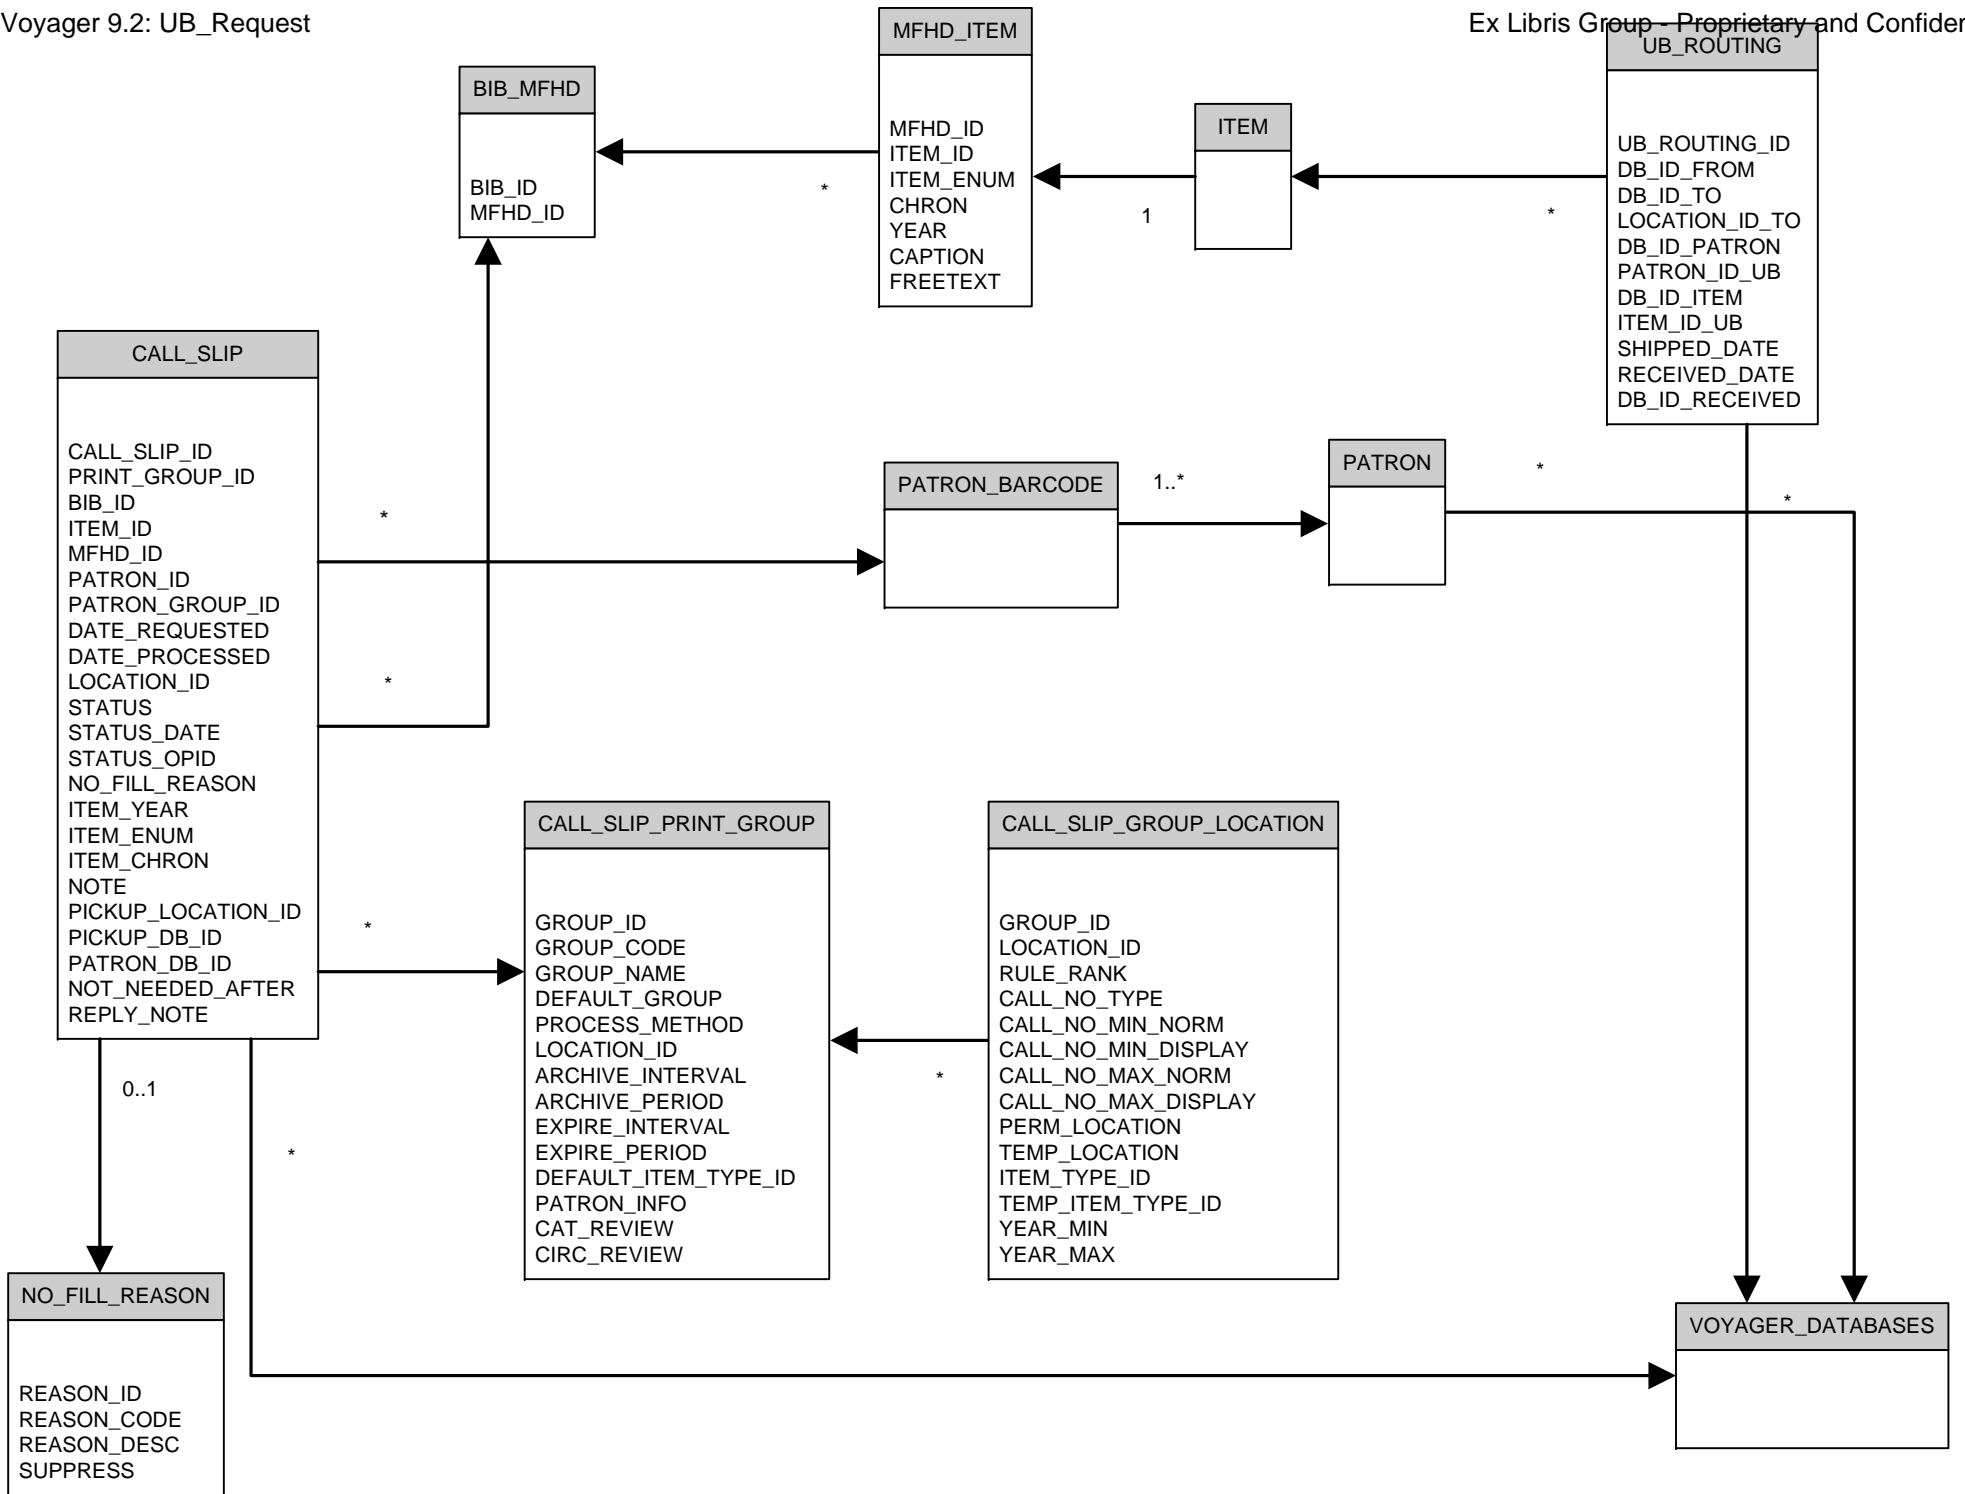 Voyager 9.2: UB_Request
Ex Libris Group - Proprietary and Confiden
MFHD_ITEM
MFHD_ID
ITEM_ID
ITEM_ENUM
CHRON
YEAR
CAPTION
FREETEXT
UB_ROUTING
UB_ROUTING_ID
DB_ID_FROM
DB_ID_TO
LOCATION_ID_TO
DB_ID_PATRON
PATRON_ID_UB
DB_ID_ITEM
ITEM_ID_UB
SHIPPED_DATE
RECEIVED_DATE
DB_ID_RECEIVED
BIB_MFHD
BIB_ID
MFHD_ID
ITEM
*
1
*
CALL_SLIP
CALL_SLIP_ID
PRINT_GROUP_ID
BIB_ID
ITEM_ID
MFHD_ID
PATRON_ID
PATRON_GROUP_ID
DATE_REQUESTED
DATE_PROCESSED
LOCATION_ID
STATUS
STATUS_DATE
STATUS_OPID
NO_FILL_REASON
ITEM_YEAR
ITEM_ENUM
ITEM_CHRON
NOTE
PICKUP_LOCATION_ID
PICKUP_DB_ID
PATRON_DB_ID
NOT_NEEDED_AFTER
REPLY_NOTE
*
PATRON_BARCODE
1..*
PATRON
*
*
*
CALL_SLIP_PRINT_GROUP
GROUP_ID
GROUP_CODE
GROUP_NAME
DEFAULT_GROUP
PROCESS_METHOD
LOCATION_ID
ARCHIVE_INTERVAL
ARCHIVE_PERIOD
EXPIRE_INTERVAL
EXPIRE_PERIOD
DEFAULT_ITEM_TYPE_ID
PATRON_INFO
CAT_REVIEW
CIRC_REVIEW
CALL_SLIP_GROUP_LOCATION
GROUP_ID
LOCATION_ID
RULE_RANK
CALL_NO_TYPE
CALL_NO_MIN_NORM
CALL_NO_MIN_DISPLAY
CALL_NO_MAX_NORM
CALL_NO_MAX_DISPLAY
PERM_LOCATION
TEMP_LOCATION
ITEM_TYPE_ID
TEMP_ITEM_TYPE_ID
YEAR_MIN
YEAR_MAX
*
*
0..1
*
NO_FILL_REASON
REASON_ID
REASON_CODE
REASON_DESC
SUPPRESS
VOYAGER_DATABASES